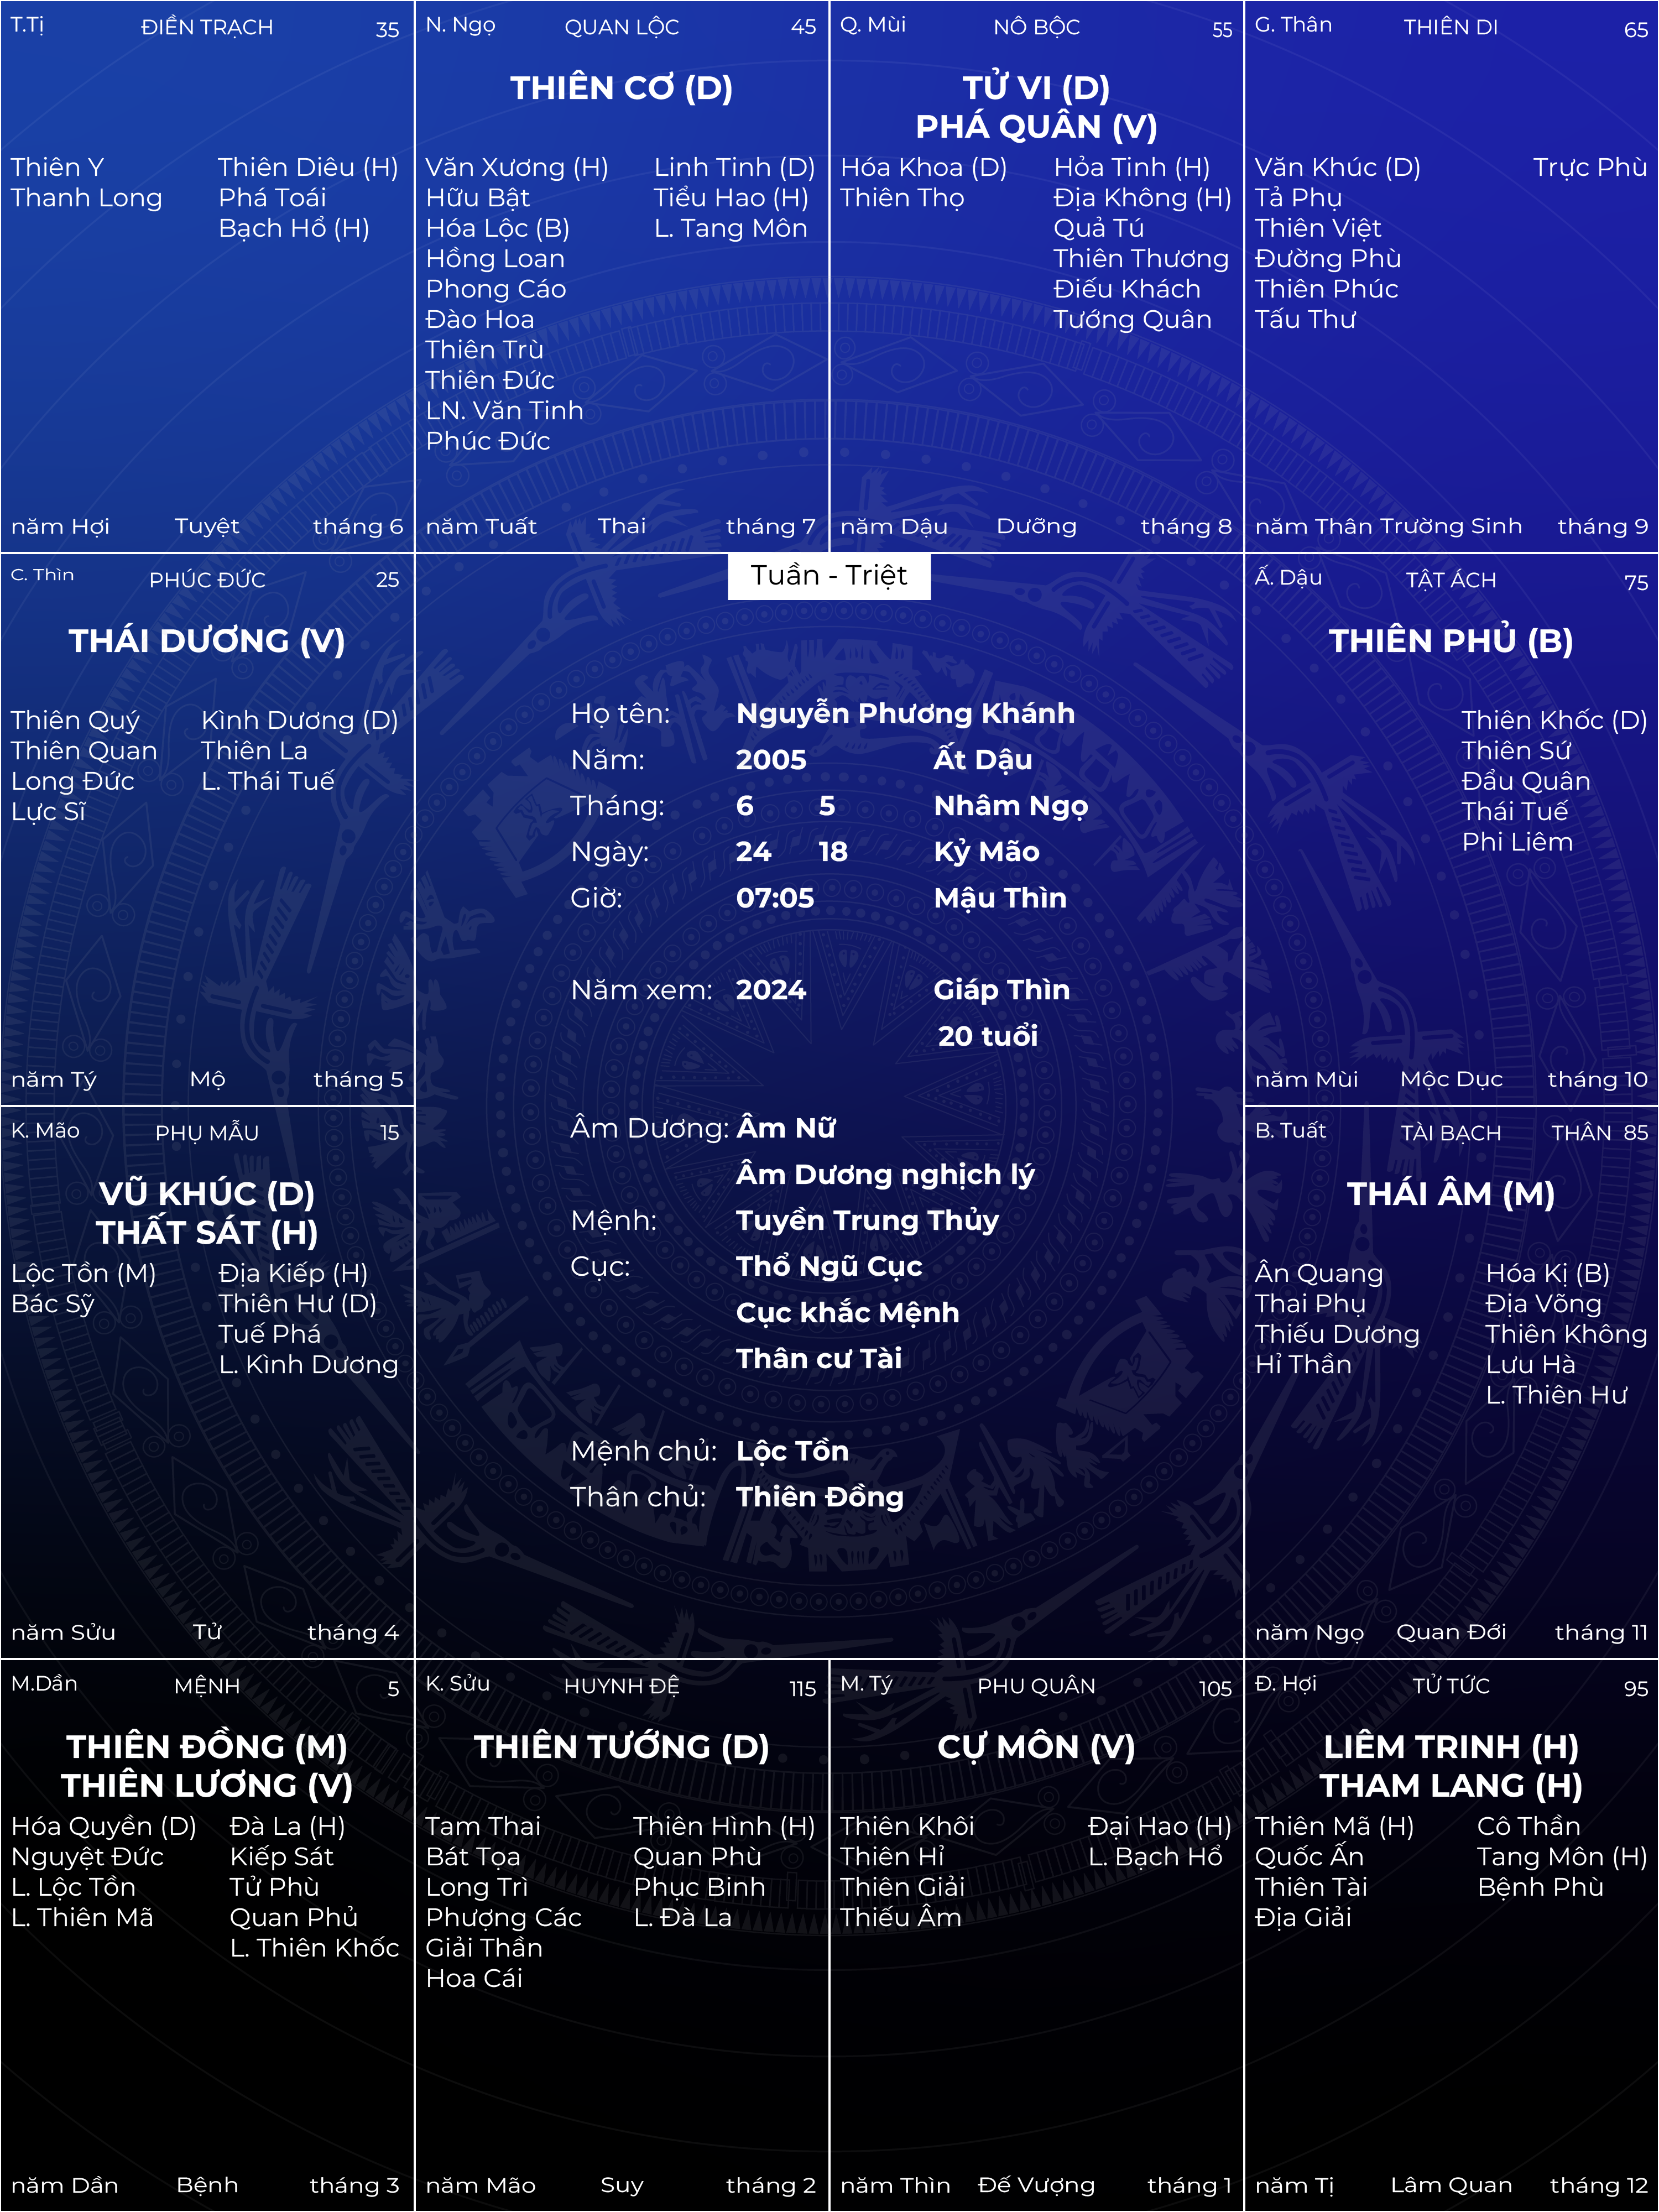 T.Tị ĐIỀN TRẠCH 35
Thiên Y Thiên Diêu (H)
Thanh Long Phá Toái
Bạch Hổ (H)
năm Hợi Tuyệt tháng 6
N. Ngọ QUAN LỘC 45
THIÊN CƠ (D)
Văn Xương (H) Linh Tinh (D)
Hữu Bật Tiểu Hao (H)
Hóa Lộc (B) L. Tang Môn
Hồng Loan
Phong Cáo
Đào Hoa
Thiên Trù
Thiên Đức
LN. Văn Tinh
Phúc Đức
năm Tuất Thai tháng 7
Q. Mùi NÔ BỘC 55
TỬ VI (D)
PHÁ QUÂN (V)
Hóa Khoa (D) Hỏa Tinh (H)
Thiên Thọ Địa Không (H)
Quả Tú
Thiên Thương
Điếu Khách
Tướng Quân
năm Dậu Dưỡng tháng 8
G. Thân THIÊN DI 65
Văn Khúc (D) Trực Phù
Tả Phụ
Thiên Việt
Đường Phù
Thiên Phúc
Tấu Thư
năm Thân Trường Sinh tháng 9
C. Thìn PHÚC ĐỨC 25
THÁI DƯƠNG (V)
Thiên Quý Kình Dương (D)
Thiên Quan Thiên La
Long Đức L. Thái Tuế
Lực Sĩ
năm Tý Mộ tháng 5
Tuần - Triệt
Họ tên: Nguyễn Phương Khánh
Năm: 2005 Ất Dậu
Tháng: 6 5 Nhâm Ngọ
Ngày: 24 18 Kỷ Mão
Giờ: 07:05 Mậu Thìn
Năm xem: 2024 Giáp Thìn
20 tuổi
Âm Dương: Âm Nữ
Âm Dương nghịch lý
Mệnh: Tuyền Trung Thủy
Cục: Thổ Ngũ Cục
Cục khắc Mệnh
Thân cư Tài
Mệnh chủ: Lộc Tồn
Thân chủ: Thiên Đồng
Ấ. Dậu TẬT ÁCH 75
THIÊN PHỦ (B)
Thiên Khốc (D)
Thiên Sứ
Đẩu Quân
Thái Tuế
Phi Liêm
năm Mùi Mộc Dục tháng 10
K. Mão PHỤ MẪU 15
VŨ KHÚC (D)
THẤT SÁT (H)
Lộc Tồn (M) Địa Kiếp (H)
Bác Sỹ Thiên Hư (D)
Tuế Phá
L. Kình Dương
năm Sửu Tử tháng 4
B. Tuất TÀI BẠCH THÂN 85
THÁI ÂM (M)
Ân Quang Hóa Kị (B)
Thai Phụ Địa Võng
Thiếu Dương Thiên Không
Hỉ Thần Lưu Hà
L. Thiên Hư
năm Ngọ Quan Đới tháng 11
M.Dần MỆNH 5
THIÊN ĐỒNG (M)
THIÊN LƯƠNG (V)
Hóa Quyền (D) Đà La (H)
Nguyệt Đức Kiếp Sát
L. Lộc Tồn Tử Phù
L. Thiên Mã Quan Phủ
L. Thiên Khốc
năm Dần Bệnh tháng 3
K. Sửu HUYNH ĐỆ 115
THIÊN TƯỚNG (D)
Tam Thai Thiên Hình (H)
Bát Tọa Quan Phù
Long Trì Phục Binh
Phượng Các L. Đà La
Giải Thần
Hoa Cái
năm Mão Suy tháng 2
M. Tý PHU QUÂN 105
CỰ MÔN (V)
Thiên Khôi Đại Hao (H)
Thiên Hỉ L. Bạch Hổ
Thiên Giải
Thiếu Âm
năm Thìn Đế Vượng tháng 1
Đ. Hợi TỬ TỨC 95
LIÊM TRINH (H)
THAM LANG (H)
Thiên Mã (H) Cô Thần
Quốc Ấn Tang Môn (H)
Thiên Tài Bệnh Phù
Địa Giải
năm Tị Lâm Quan tháng 12